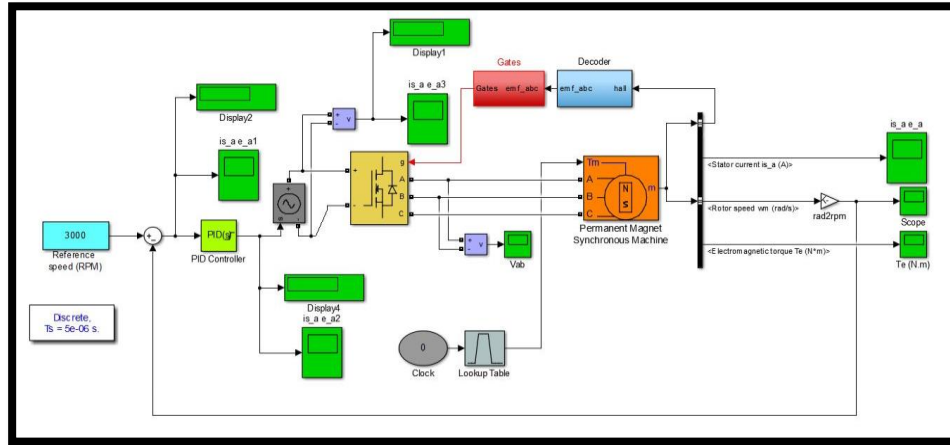 Display1
Gates
Decoder
Gates emf_abc
emf_abc hall
is_a e_a3
Display2
is_a e_a1
v
g
A
B
C
Tm
A
B
C
m
N
S
Permanent Magnet
Synchronous Machine
is_a e_a
<Stator current is_a (A)>
<Rotor speed wm (rad/s)>
rad2rpm
Scope
<Electromagnetic torque Te (N*m)>
Te (N.m)
3000
Reference
speed (RPM)
PID Controller
v
Vab
Display4
is_a e_a2
Discrete,
Ts = 5e-06 s.
0
Clock
Lookup Table